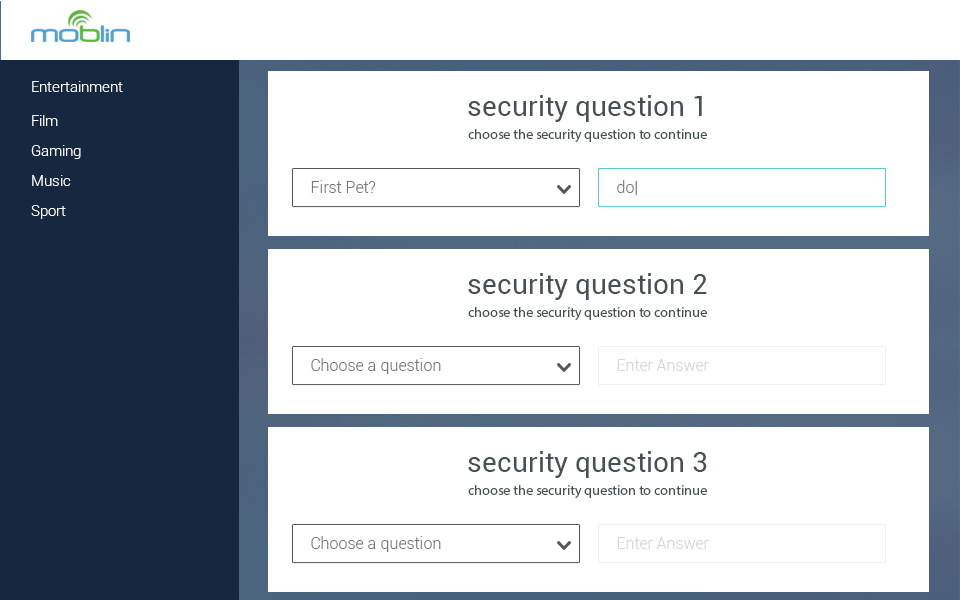 moblin
Entertainment
Film
Gaming
Music
Sport
security question 1
choose the security question to continue
First Pet?
do
security question 2
choose the security question to continue
Choose a question
Enter Answer
security question 3
choose the security question to continue
Choose a question
Enter Answer